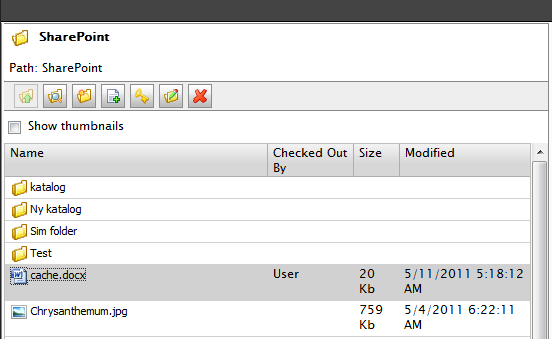 SharePoint
Path: SharePoint
Show thumbnails
Name Checked Out By Size Modified
katalog
Ny katalog
Sim folder
Test
cache.docx User 20 Kb 5/11/2011 5:18:12 AM
Chrysanthemum.jpg 759 Kb 5/4/2011 6:22:11 AM